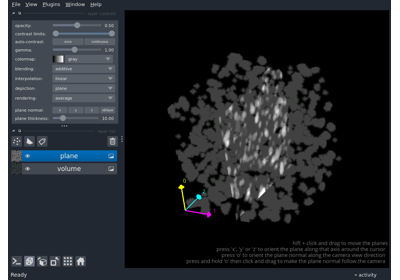 File View Plugins Window Help
opacity: 0.50
contrast limits:
auto-contrast: once continuous
gamma: 1.00
colormap: gray
blending: additive
interpolation: linear
depiction: plane
rendering: average
plane normal: x y z oblique
plane thickness: 10.00
plane
volume
0
shift + click and drag to move the planes
press 'x', 'y' or 'z' to orient the plane along that axis around the cursor
press 'o' to orient the plane normal along the camera view direction
press and hold 'o' then click and drag to make the plane normal follow the camera
Ready
activity